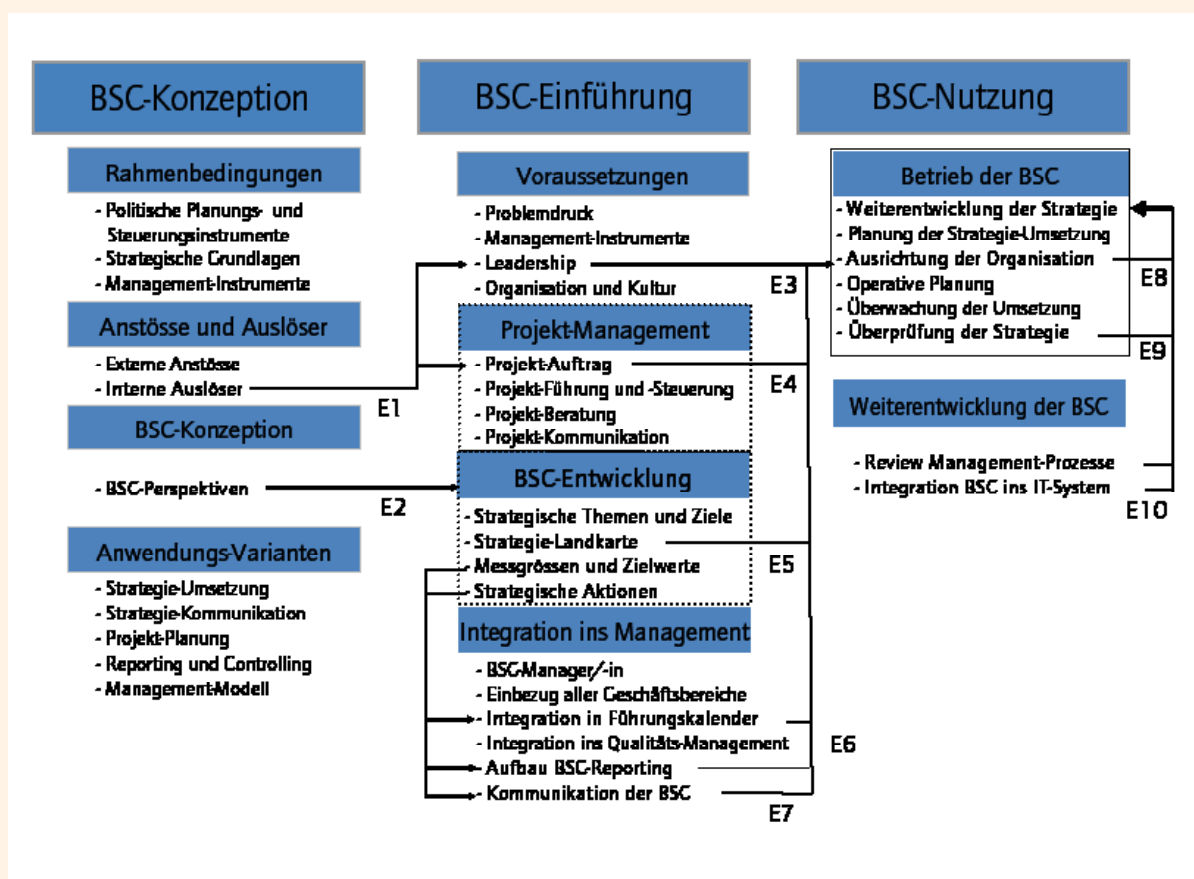 BSC-Konzeption
Rahmenbedingungen
- Politische Planungs- und
Steuerungsinstrumente
- Strategische Grundlagen
- Management-Instrumente
Anstösse und Auslöser
- Externe Anstösse
- Interne Auslöser
E1
BSC-Konzeption
- BSC-Perspektiven
E2
Anwendungs-Varianten
- Strategie-Umsetzung
- Strategie-Kommunikation
- Projekt-Planung
- Reporting und Controlling
- Management-Modell
BSC-Einführung
Voraussetzungen
- Problemdruck
- Management-Instrumente
- Leadership
E3
- Organisation und Kultur
Projekt-Management
- Projekt-Auftrag
E4
- Projekt-Führung und -Steuerung
- Projekt-Beratung
- Projekt-Kommunikation
BSC-Entwicklung
- Strategische Themen und Ziele
- Strategie-Landkarte
E5
- Messgrössen und Zielwerte
- Strategische Aktionen
Integration ins Management
- BSC-Manager/-in
- Einbezug aller Geschäftsbereiche
- Integration in Führungskalender
E6
- Integration ins Qualitäts-Management
- Aufbau BSC-Reporting
- Kommunikation der BSC
E7
BSC-Nutzung
Betrieb der BSC
- Weiterentwicklung der Strategie
- Planung der Strategie-Umsetzung
- Ausrichtung der Organisation
E8
- Operative Planung
- Überwachung der Umsetzung
- Überprüfung der Strategie
E9
Weiterentwicklung der BSC
- Review Management-Prozesse
- Integration BSC ins IT-System
E10